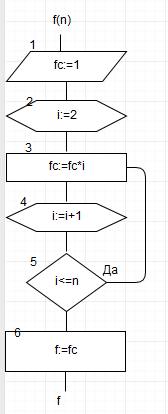 f(n)
1
fc:=1
2
i:=2
3
fc:=fc*i
4
i:=i+1
5
i<=n
Да
6
f:=fc
f